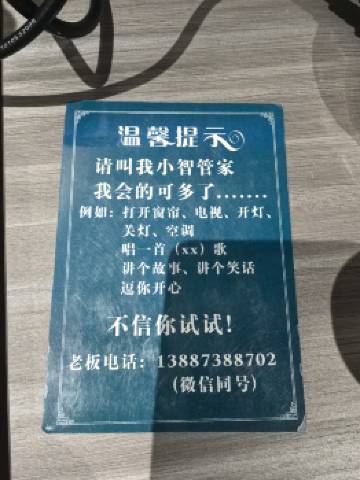 温馨提示
请叫我小智管家
我会的可多了.......
例如：打开窗帘、电视、开灯、
关灯、空调
唱一首（xx）歌
讲个故事、讲个笑话
逗你开心
不信你试试！
老板电话：13887388702
（微信同号）